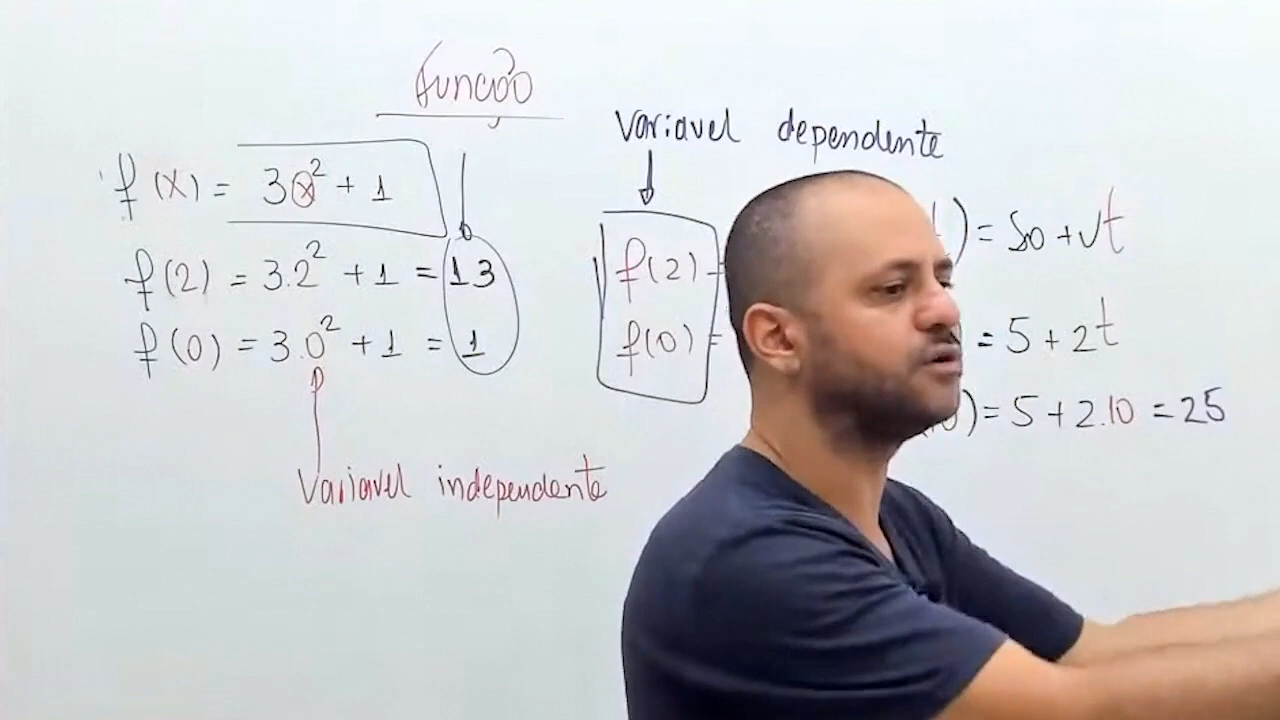 função
f(x) = 3x² + 1
f(2) = 3.2² + 1 = 13
f(0) = 3.0² + 1 = 1
Variavel independente
Variavel dependente
f(2) =
f(0) =
) = So + vt
= 5 + 2t
) = 5 + 2.10 = 25